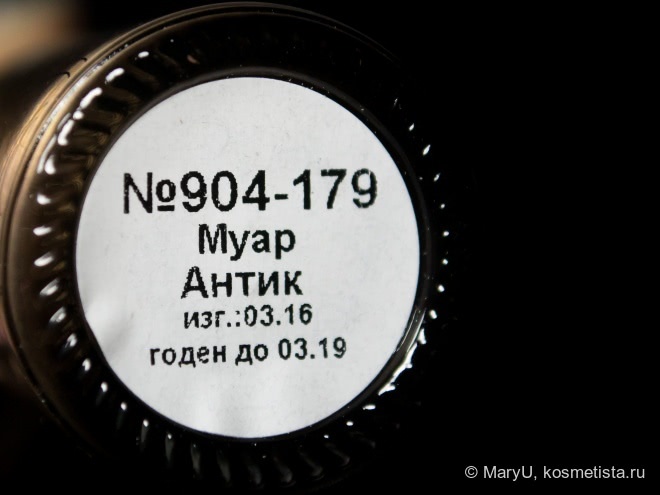 №904-179
Муар
Антик
изг.:03.16
годен до 03.19
© MaryU, kosmetista.ru